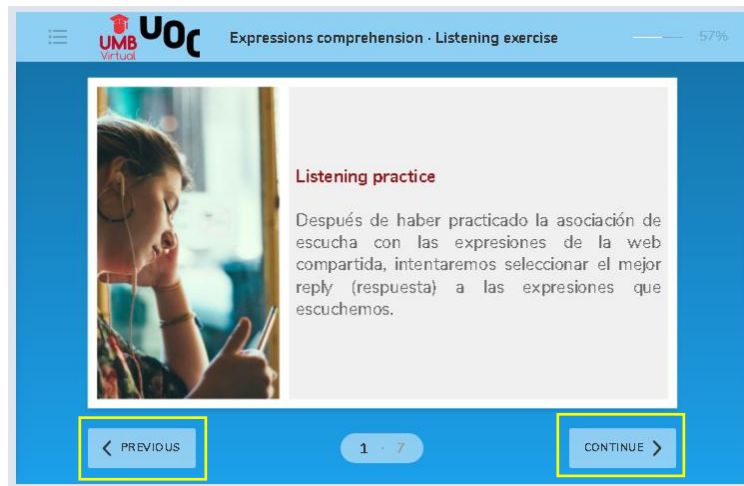 UMB
Virtual
UOC
Expressions comprehension · Listening exercise
57%
Listening practice
Después de haber practicado la asociación de
escucha con las expresiones de la web
compartida, intentaremos seleccionar el mejor
reply (respuesta) a las expresiones que
escuchemos.
PREVIOUS
1 · 7
CONTINUE